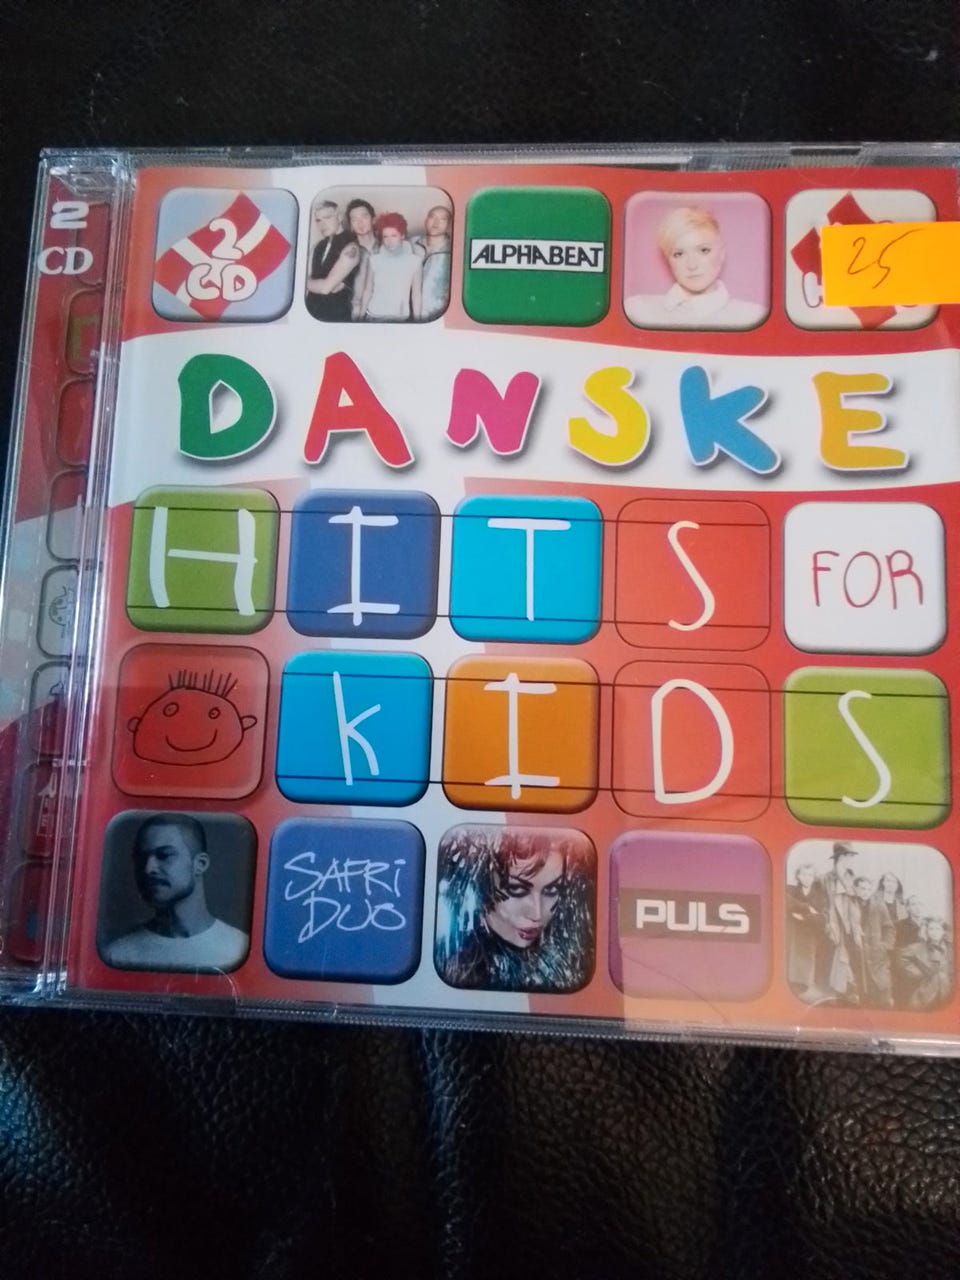 2
CD
2
CD
ALPHABEAT
25
DANSKE
HITS FOR
KIDS
SAFRi
DUO
PULS